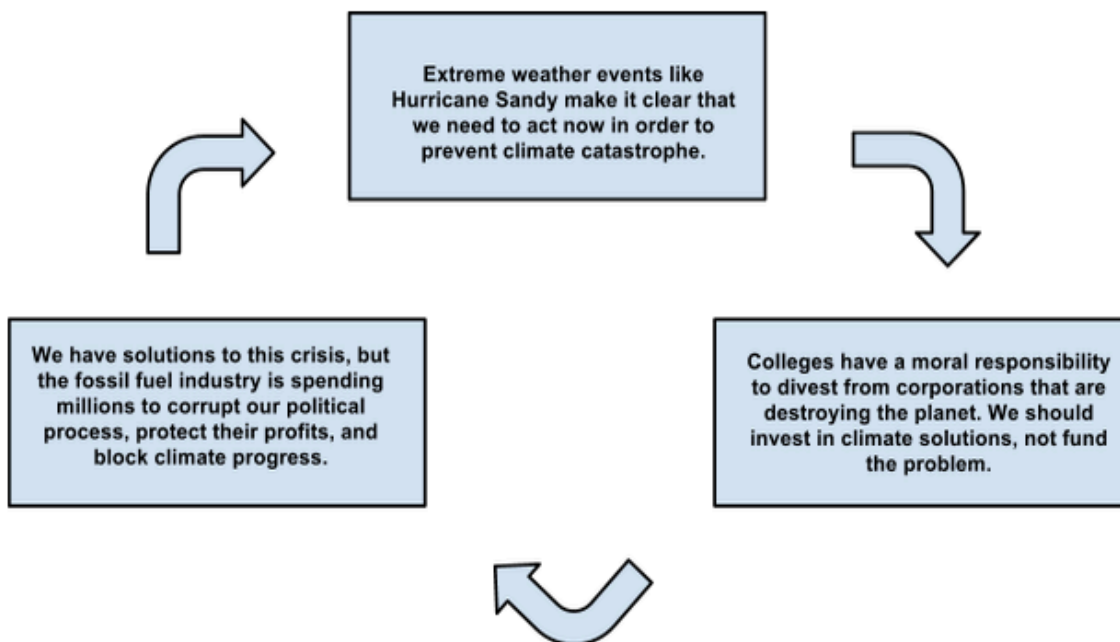 Extreme weather events like
Hurricane Sandy make it clear that
we need to act now in order to
prevent climate catastrophe.
We have solutions to this crisis, but
the fossil fuel industry is spending
millions to corrupt our political
process, protect their profits, and
block climate progress.
Colleges have a moral responsibility
to divest from corporations that are
destroying the planet. We should
invest in climate solutions, not fund
the problem.